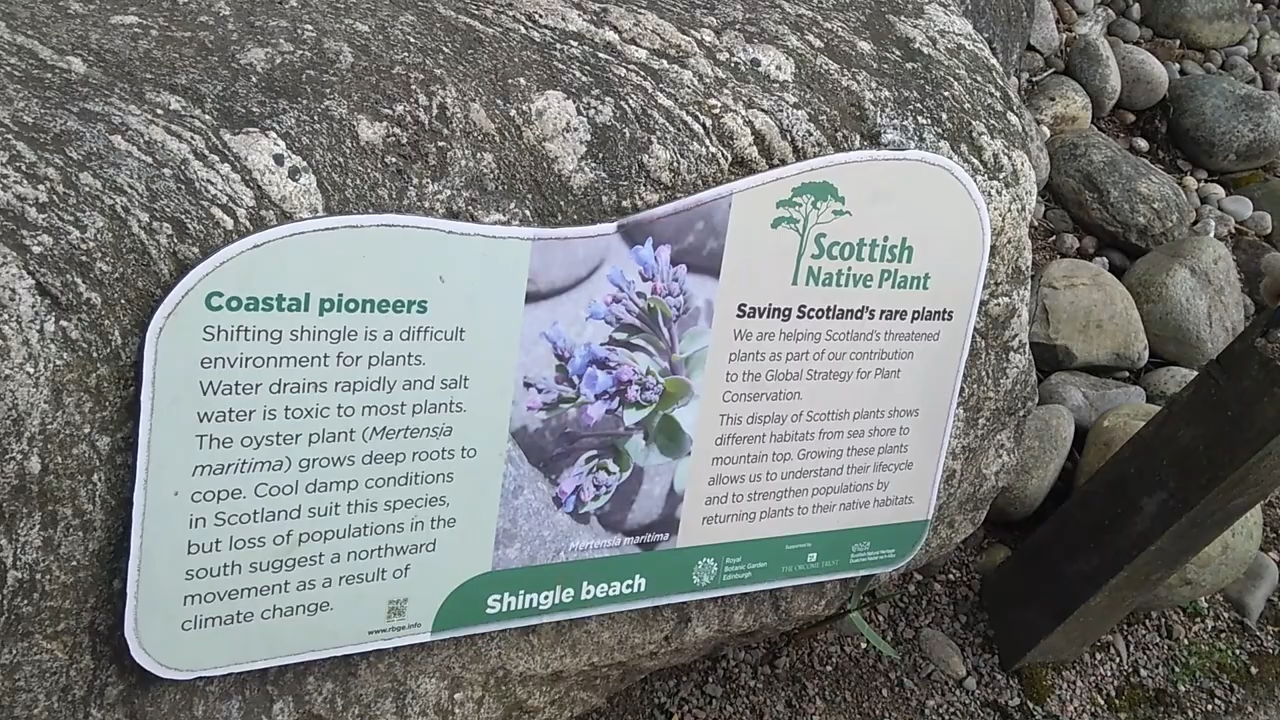 Coastal pioneers
Shifting shingle is a difficult
environment for plants.
Water drains rapidly and salt
water is toxic to most plants.
The oyster plant (Mertensia
maritima) grows deep roots to
cope. Cool damp conditions
in Scotland suit this species,
but loss of populations in the
south suggest a northward
movement as a result of
climate change.
www.rbge.info
Mertensia maritima
Shingle beach
Scottish
Native Plant
Saving Scotland's rare plants
We are helping Scotland's threatened
plants as part of our contribution
to the Global Strategy for Plant
Conservation.
This display of Scottish plants shows
different habitats from sea shore to
mountain top. Growing these plants
allows us to understand their lifecycle
and to strengthen populations by
returning plants to their native habitats.
Royal
Botanic Garden
Edinburgh
Supported by
Scottish Natural Heritage